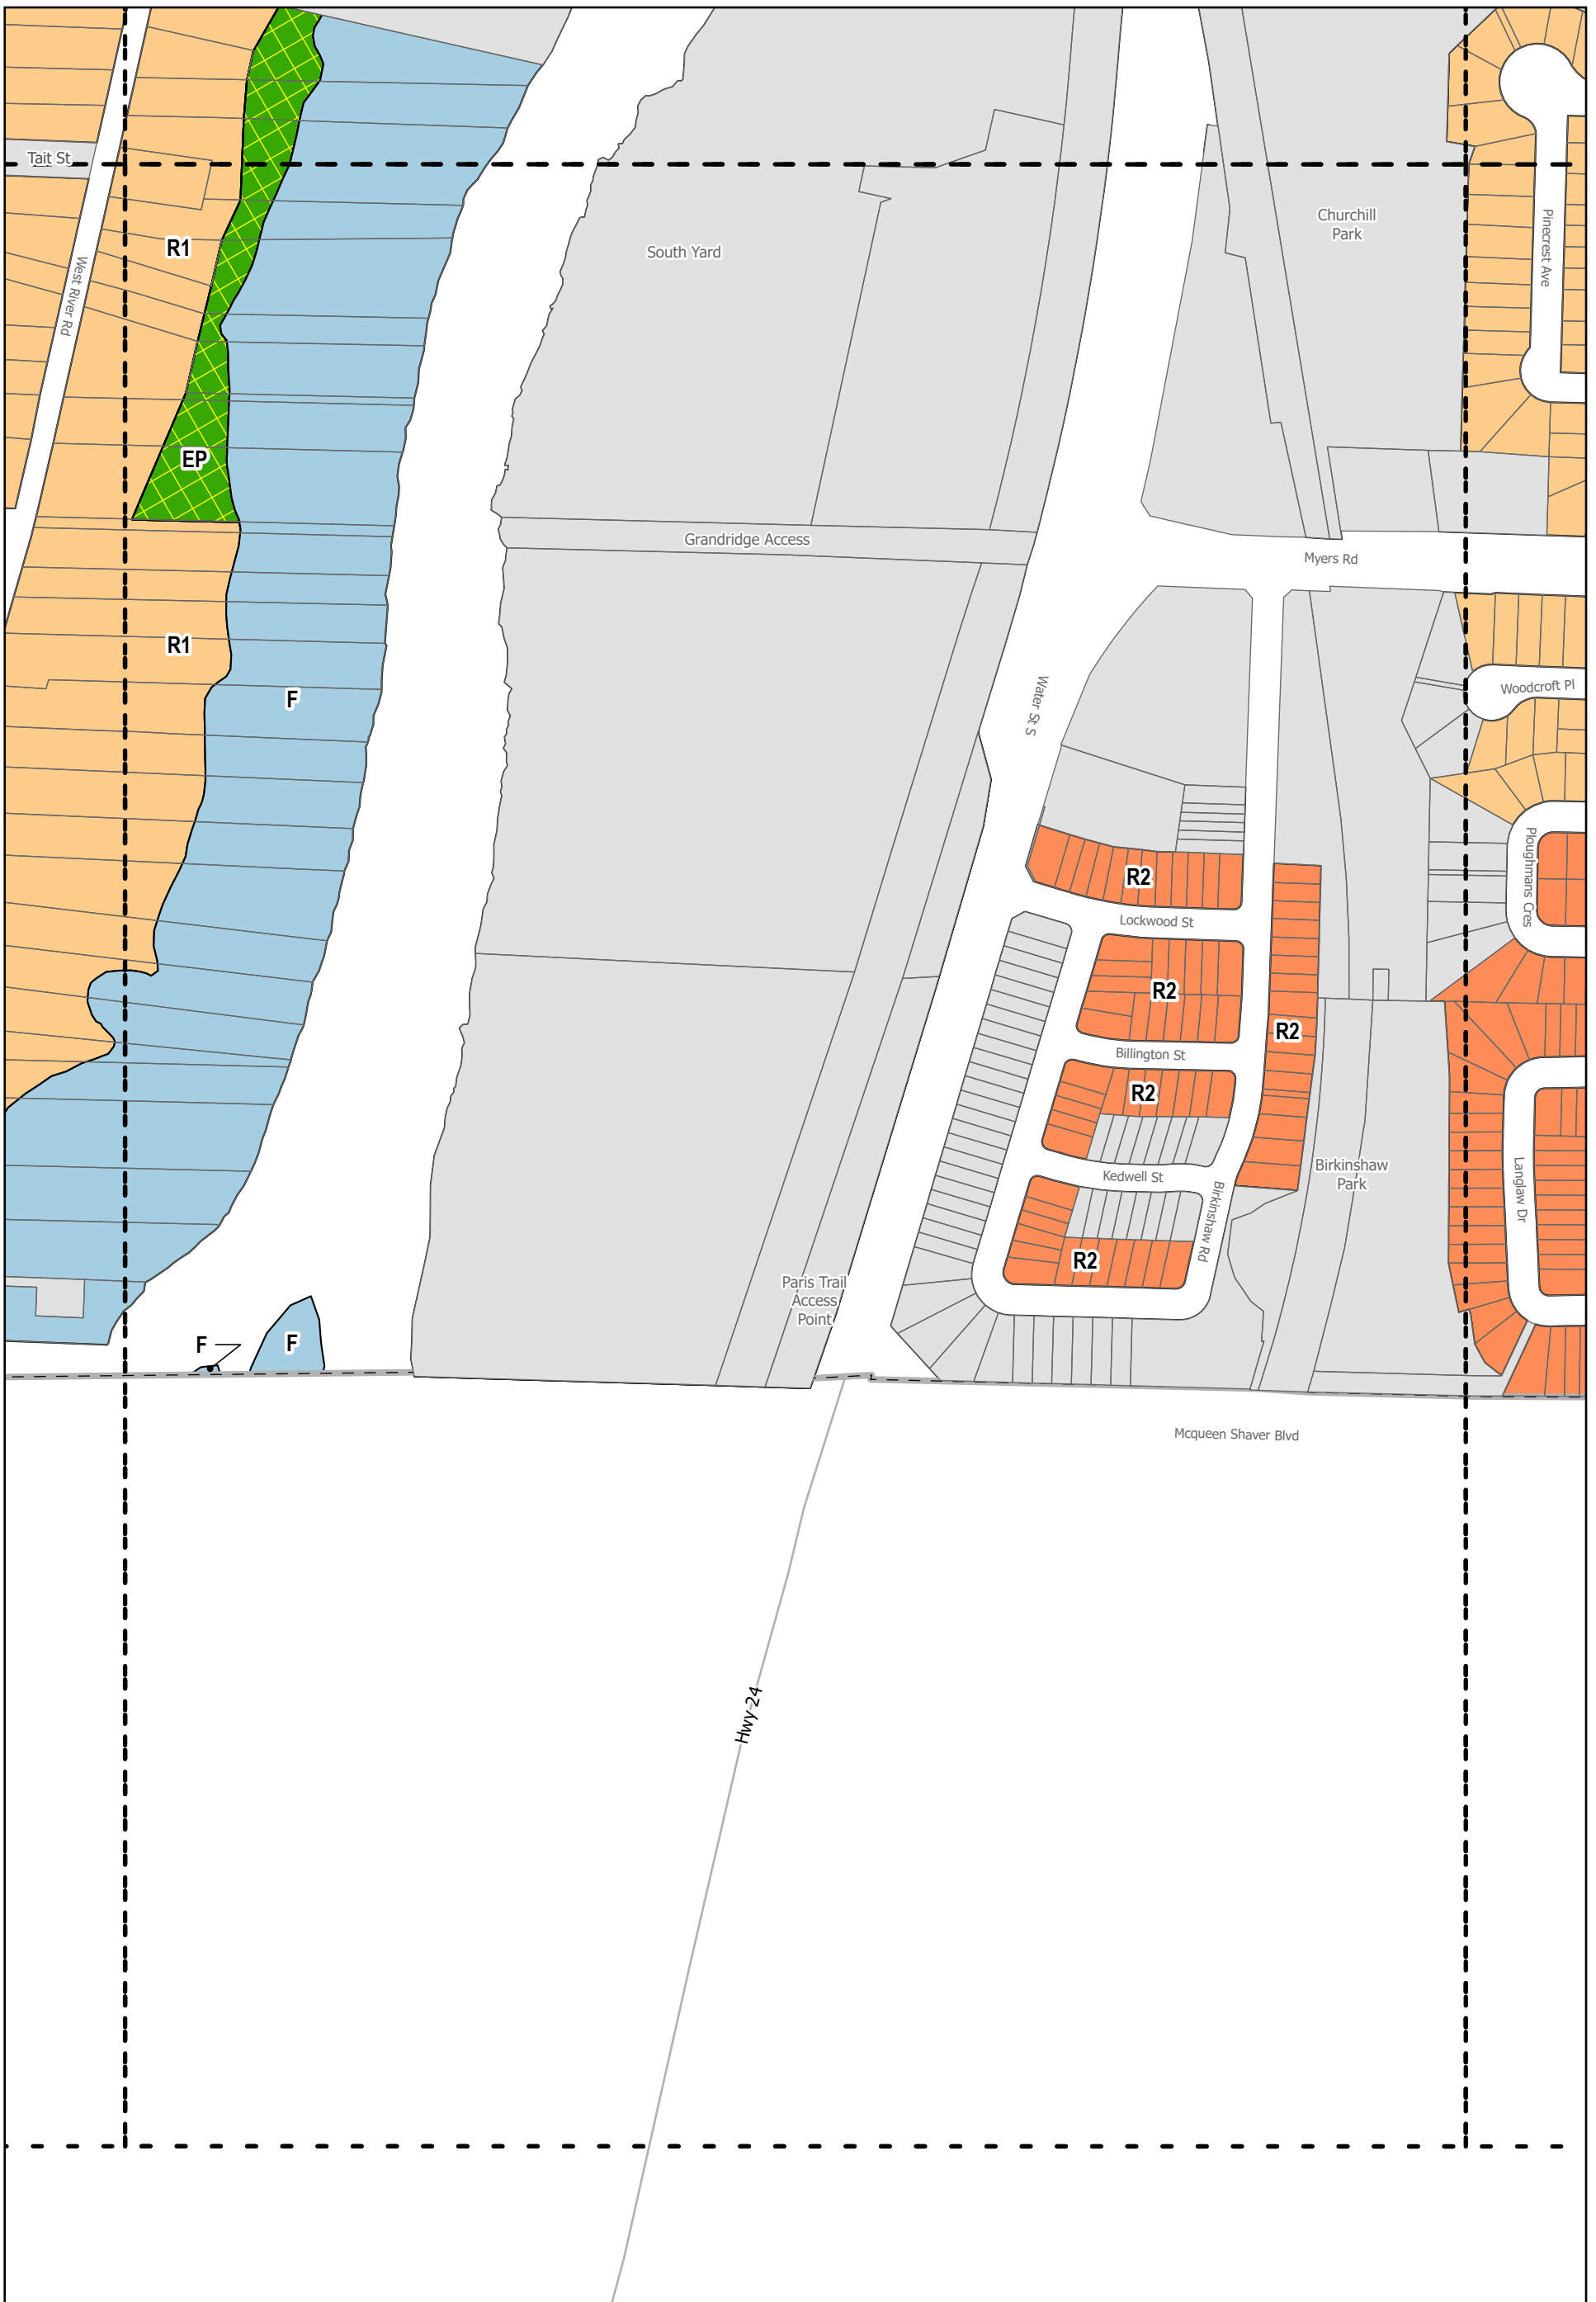 Tait St
West River Rd
R1
South Yard
Churchill
Park
Pinecrest Ave
EP
Grandridge Access
Myers Rd
R1
F
Water St S
Woodcroft Pl
Ploughmans Cres
R2
Lockwood St
R2
R2
Billington St
R2
Kedwell St
Birkinshaw
Park
Langlaw Dr
Birkinshaw Rd
R2
Paris Trail
Access
Point
F
F
Mcqueen Shaver Blvd
Hwy 24